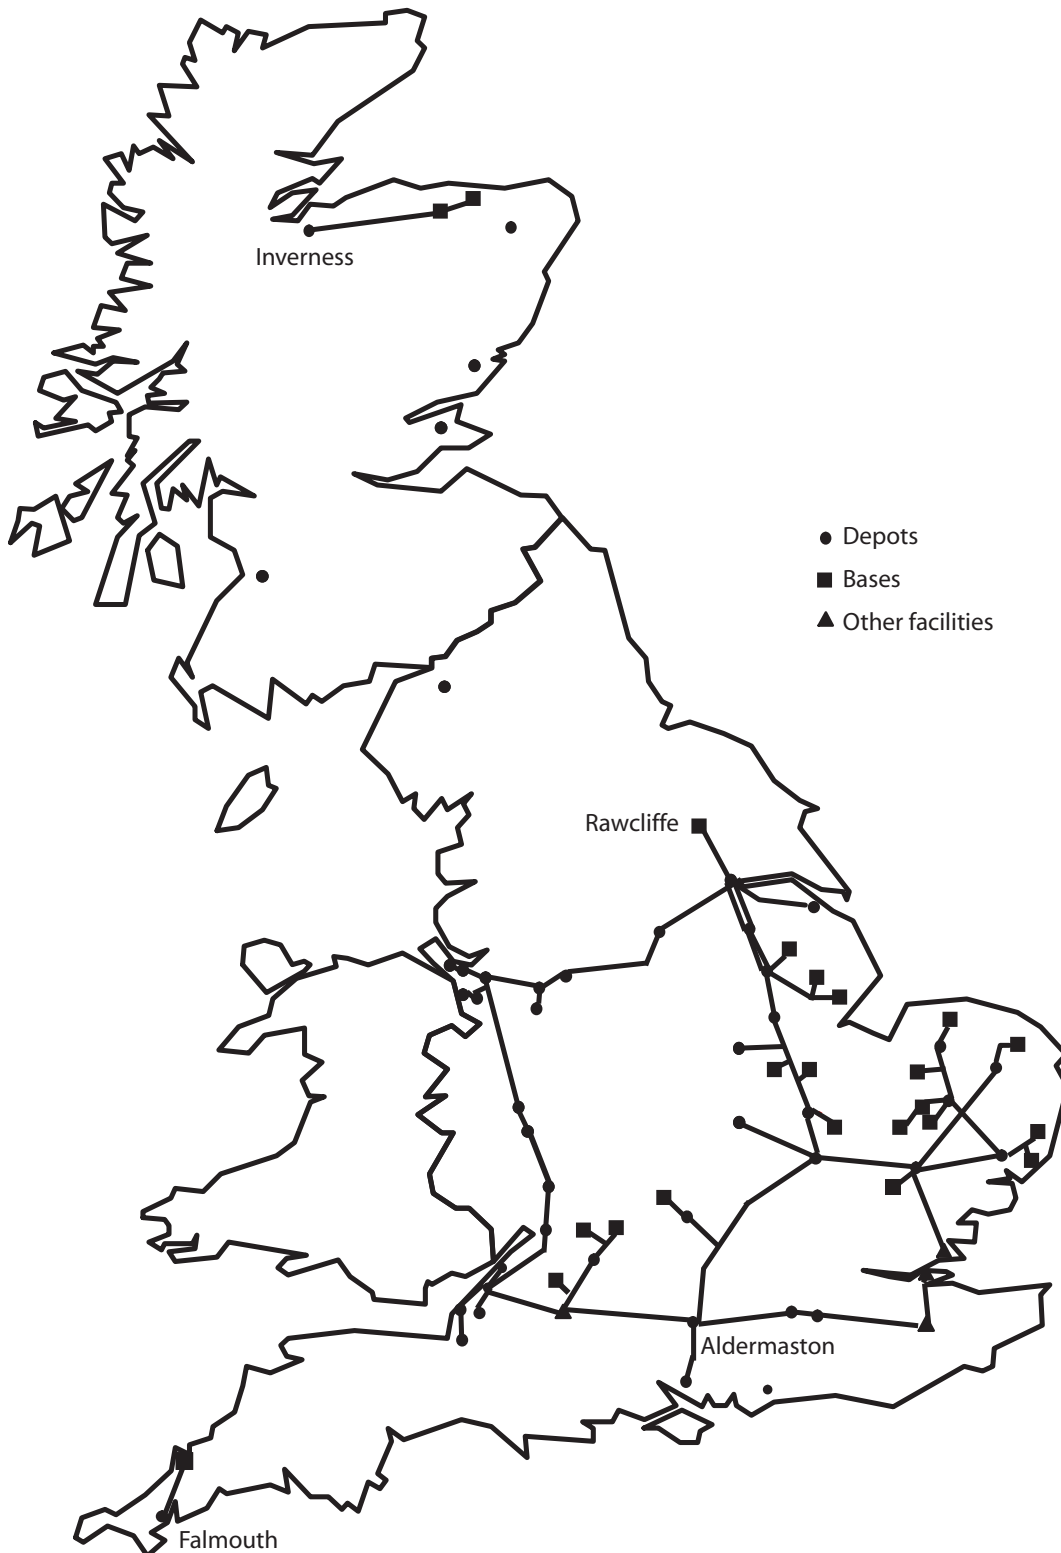 Inverness
Depots
Bases
Other facilities
Rawcliffe
Aldermaston
Falmouth